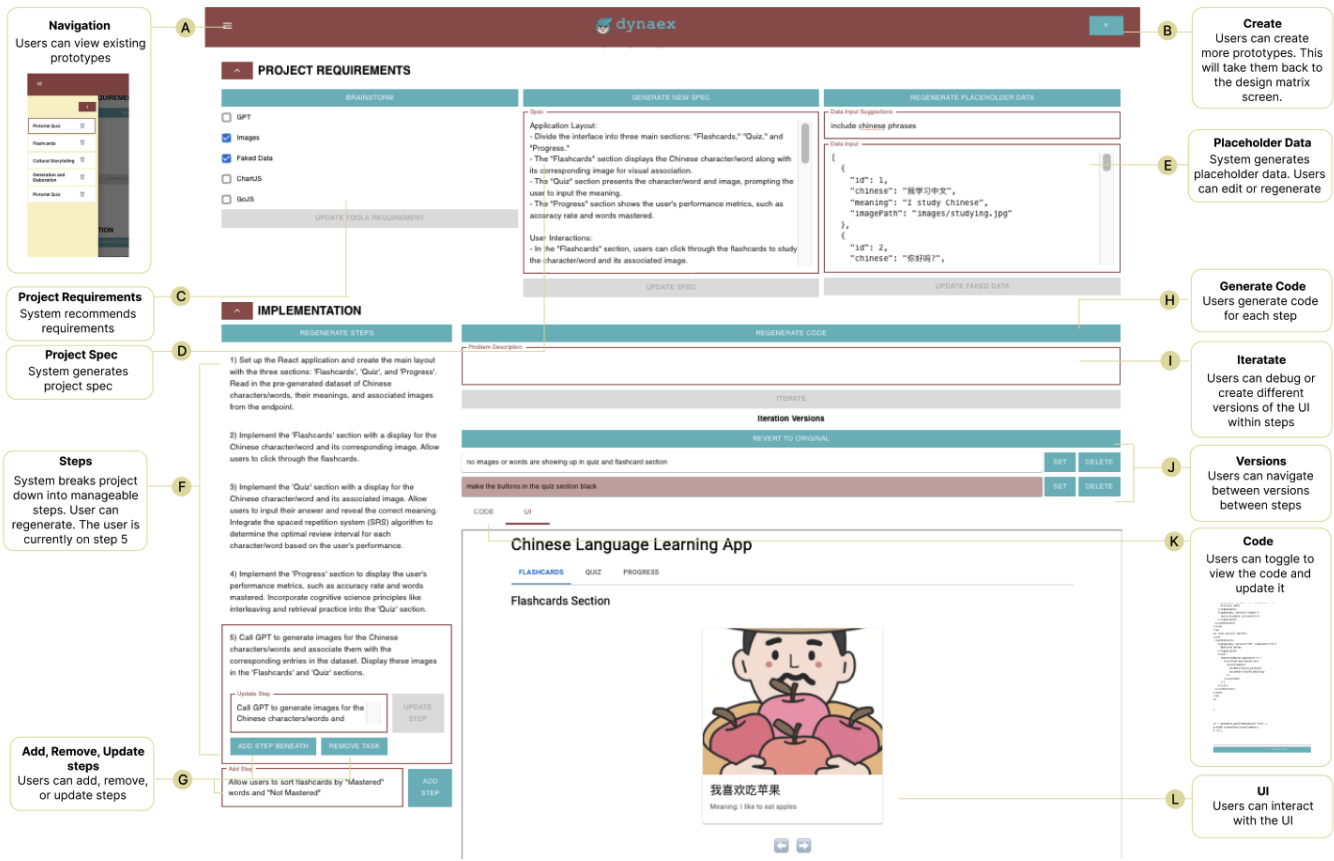 Navigation
Users can view existing
prototypes
Pictorial Quiz
Flashcards
Cultural Storytelling
Generation and
Elaboration
Pictorial Quiz
Project Requirements
System recommends
requirements
Project Spec
System generates
project spec
Steps
System breaks project
down into manageable
steps. User can
regenerate. The user is
currently on step 5
Add, Remove, Update
steps
Users can add, remove,
or update steps
A
C
D
F
G
dynaex
+
PROJECT REQUIREMENTS
BRAINSTORM
GPT
Images
Faked Data
ChartJS
GoJS
UPDATE TOOLS REQUIREMENT
GENERATE NEW SPEC
Spec
Application Layout:
- Divide the interface into three main sections: "Flashcards," "Quiz," and
"Progress."
- The "Flashcards" section displays the Chinese character/word along with
its corresponding image for visual association.
- The "Quiz" section presents the character/word and image, prompting the
user to input the meaning.
- The "Progress" section shows the user's performance metrics, such as
accuracy rate and words mastered.
User Interactions:
- In the "Flashcards" section, users can click through the flashcards to study
the character/word and its associated image.
UPDATE SPEC
REGENERATE PLACEHOLDER DATA
Data Input Suggestions
include chinese phrases
Data Input
[
{
"id": 1,
"chinese": "我学习中文",
"meaning": "I study Chinese",
"imagePath": "images/studying.jpg"
},
{
"id": 2,
"chinese": "你好吗?",
UPDATE FAKED DATA
IMPLEMENTATION
REGENERATE STEPS
1) Set up the React application and create the main layout
with the three sections: 'Flashcards', 'Quiz', and 'Progress'.
Read in the pre-generated dataset of Chinese
characters/words, their meanings, and associated images
from the endpoint.
2) Implement the 'Flashcards' section with a display for the
Chinese character/word and its corresponding image. Allow
users to click through the flashcards.
3) Implement the 'Quiz' section with a display for the
Chinese character/word and its associated image. Allow
users to input their answer and reveal the correct meaning.
Integrate the spaced repetition system (SRS) algorithm to
determine the optimal review interval for each
character/word based on the user's performance.
4) Implement the 'Progress' section to display the user's
performance metrics, such as accuracy rate and words
mastered. Incorporate cognitive science principles like
interleaving and retrieval practice into the 'Quiz' section.
5) Call GPT to generate images for the Chinese
characters/words and associate them with the
corresponding entries in the dataset. Display these images
in the 'Flashcards' and 'Quiz' sections.
Update Step
Call GPT to generate images for the
Chinese characters/words and
UPDATE
STEP
ADD STEP BENEATH
REMOVE TASK
Add Step
Allow users to sort flashcards by "Mastered"
words and "Not Mastered"
ADD
STEP
REGENERATE CODE
Problem Description
ITERATE
Iteration Versions
REVERT TO ORIGINAL
no images or words are showing up in quiz and flashcard section
SET
DELETE
make the buttons in the quiz section black
SET
DELETE
CODE
UI
Chinese Language Learning App
FLASHCARDS
QUIZ
PROGRESS
Flashcards Section
我喜欢吃苹果
Meaning: I like to eat apples
B
E
H
I
J
K
L
Create
Users can create
more prototypes. This
will take them back to
the design matrix
screen.
Placeholder Data
System generates
placeholder data. Users
can edit or regenerate
Generate Code
Users generate code
for each step
Iteratate
Users can debug or
create different
versions of the UI
within steps
Versions
Users can navigate
between versions
between steps
Code
Users can toggle to
view the code and
update it
UI
Users can interact
with the UI